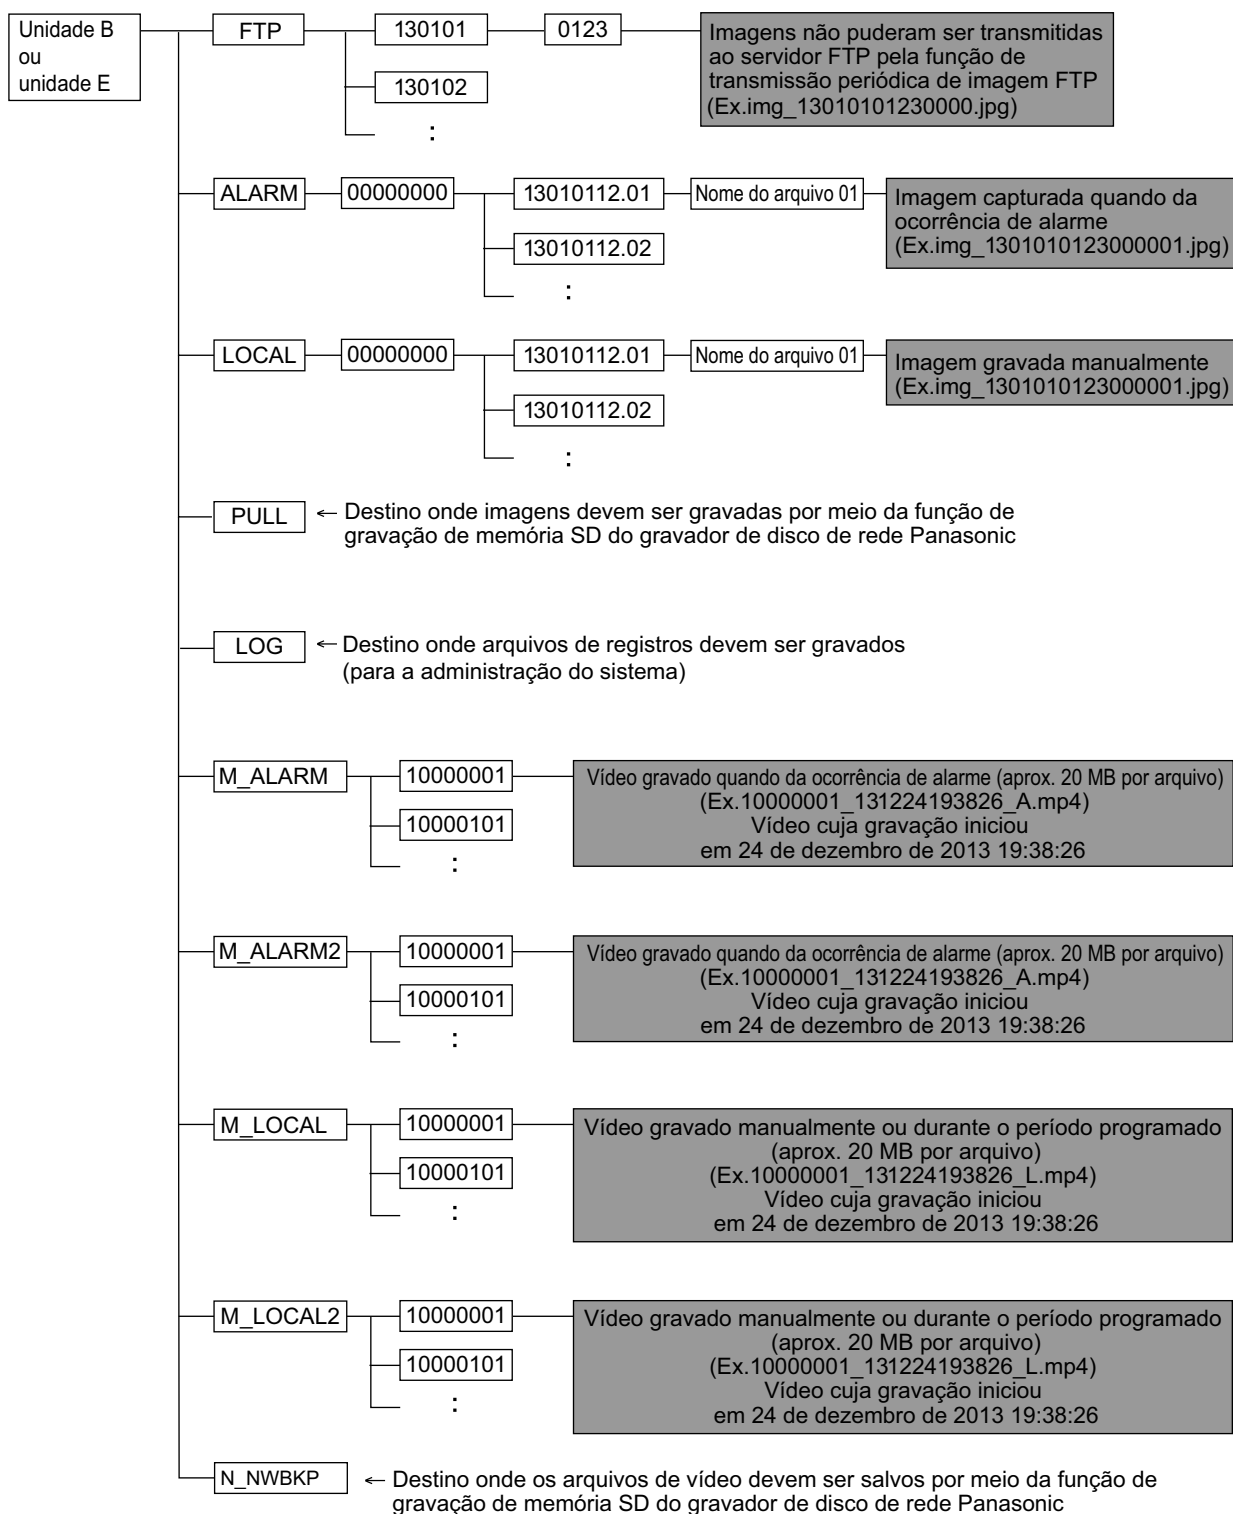 Unidade B
ou
unidade E
FTP
130101
0123
Imagens não puderam ser transmitidas
ao servidor FTP pela função de
transmissão periódica de imagem FTP
(Ex.img_13010101230000.jpg)
130102
:
ALARM
00000000
13010112.01
Nome do arquivo 01
Imagem capturada quando da
ocorrência de alarme
(Ex.img_1301010123000001.jpg)
13010112.02
:
LOCAL
00000000
13010112.01
Nome do arquivo 01
Imagem gravada manualmente
(Ex.img_1301010123000001.jpg)
13010112.02
:
PULL
← Destino onde imagens devem ser gravadas por meio da função de
gravação de memória SD do gravador de disco de rede Panasonic
LOG
← Destino onde arquivos de registros devem ser gravados
(para a administração do sistema)
M_ALARM
10000001
Vídeo gravado quando da ocorrência de alarme (aprox. 20 MB por arquivo)
(Ex.10000001_131224193826_A.mp4)
Vídeo cuja gravação iniciou
em 24 de dezembro de 2013 19:38:26
10000101
:
M_ALARM2
10000001
Vídeo gravado quando da ocorrência de alarme (aprox. 20 MB por arquivo)
(Ex.10000001_131224193826_A.mp4)
Vídeo cuja gravação iniciou
em 24 de dezembro de 2013 19:38:26
10000101
:
M_LOCAL
10000001
Vídeo gravado manualmente ou durante o período programado
(aprox. 20 MB por arquivo)
(Ex.10000001_131224193826_L.mp4)
Vídeo cuja gravação iniciou
em 24 de dezembro de 2013 19:38:26
10000101
:
M_LOCAL2
10000001
Vídeo gravado manualmente ou durante o período programado
(aprox. 20 MB por arquivo)
(Ex.10000001_131224193826_L.mp4)
Vídeo cuja gravação iniciou
em 24 de dezembro de 2013 19:38:26
10000101
:
N_NWBKP
← Destino onde os arquivos de vídeo devem ser salvos por meio da função de
gravação de memória SD do gravador de disco de rede Panasonic